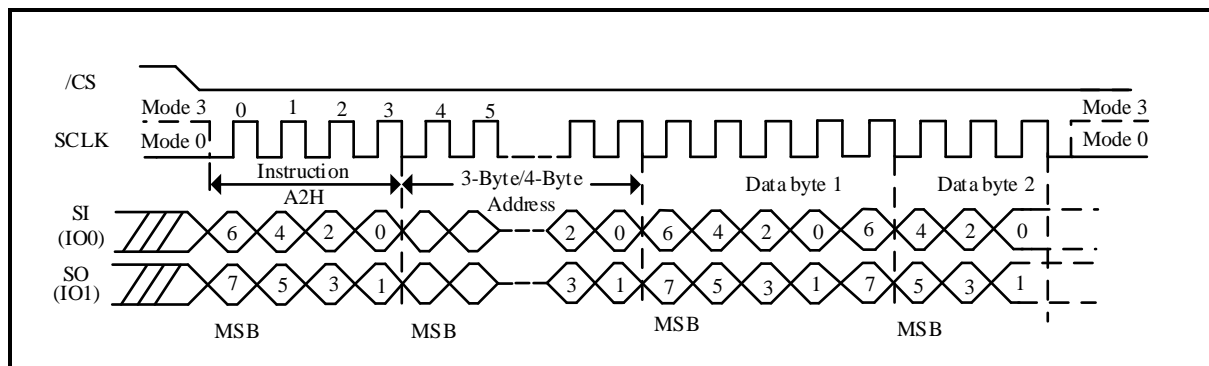 /CS
Mode 3 0 1 2 3 4 5 Mode 3
SCLK Mode 0 Mode 0
Instruction 3-Byte/4-Byte Data byte 1 Data byte 2
A2H Address
SI 6 4 2 0 2 0 6 4 2 0 6 4 2 0
(IO0)
SO 7 5 3 1 3 1 7 5 3 1 7 5 3 1
(IO1)
MSB MSB MSB MSB